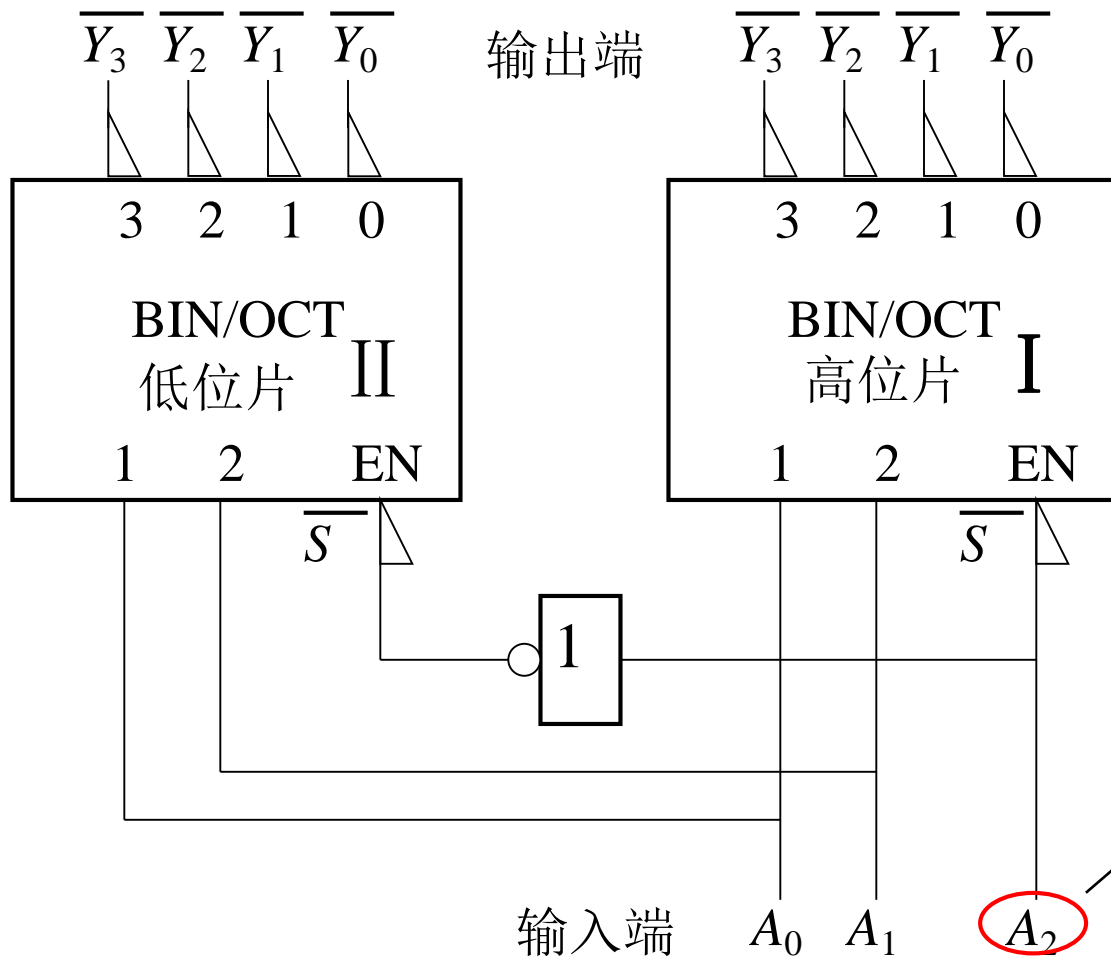 Y3 Y2 Y1 Y0 输出端 Y3 Y2 Y1 Y0
3 2 1 0 3 2 1 0
BIN/OCT BIN/OCT
低位片 II 高位片 I
1 2 EN 1 2 EN
S S
1
输入端 A0 A1 A2